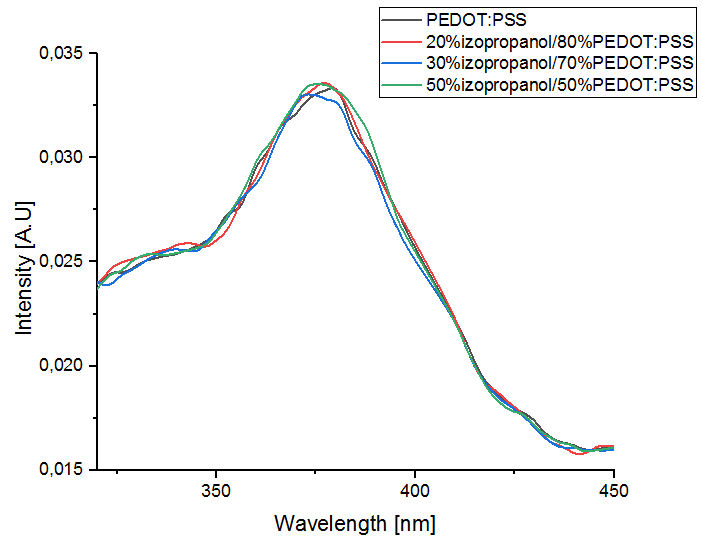 PEDOT:PSS
20%izopropanol/80%PEDOT:PSS
30%izopropanol/70%PEDOT:PSS
50%izopropanol/50%PEDOT:PSS
0,035
0,030
0,025
0,020
0,015
Intensity [A.U]
350
400
450
Wavelength [nm]